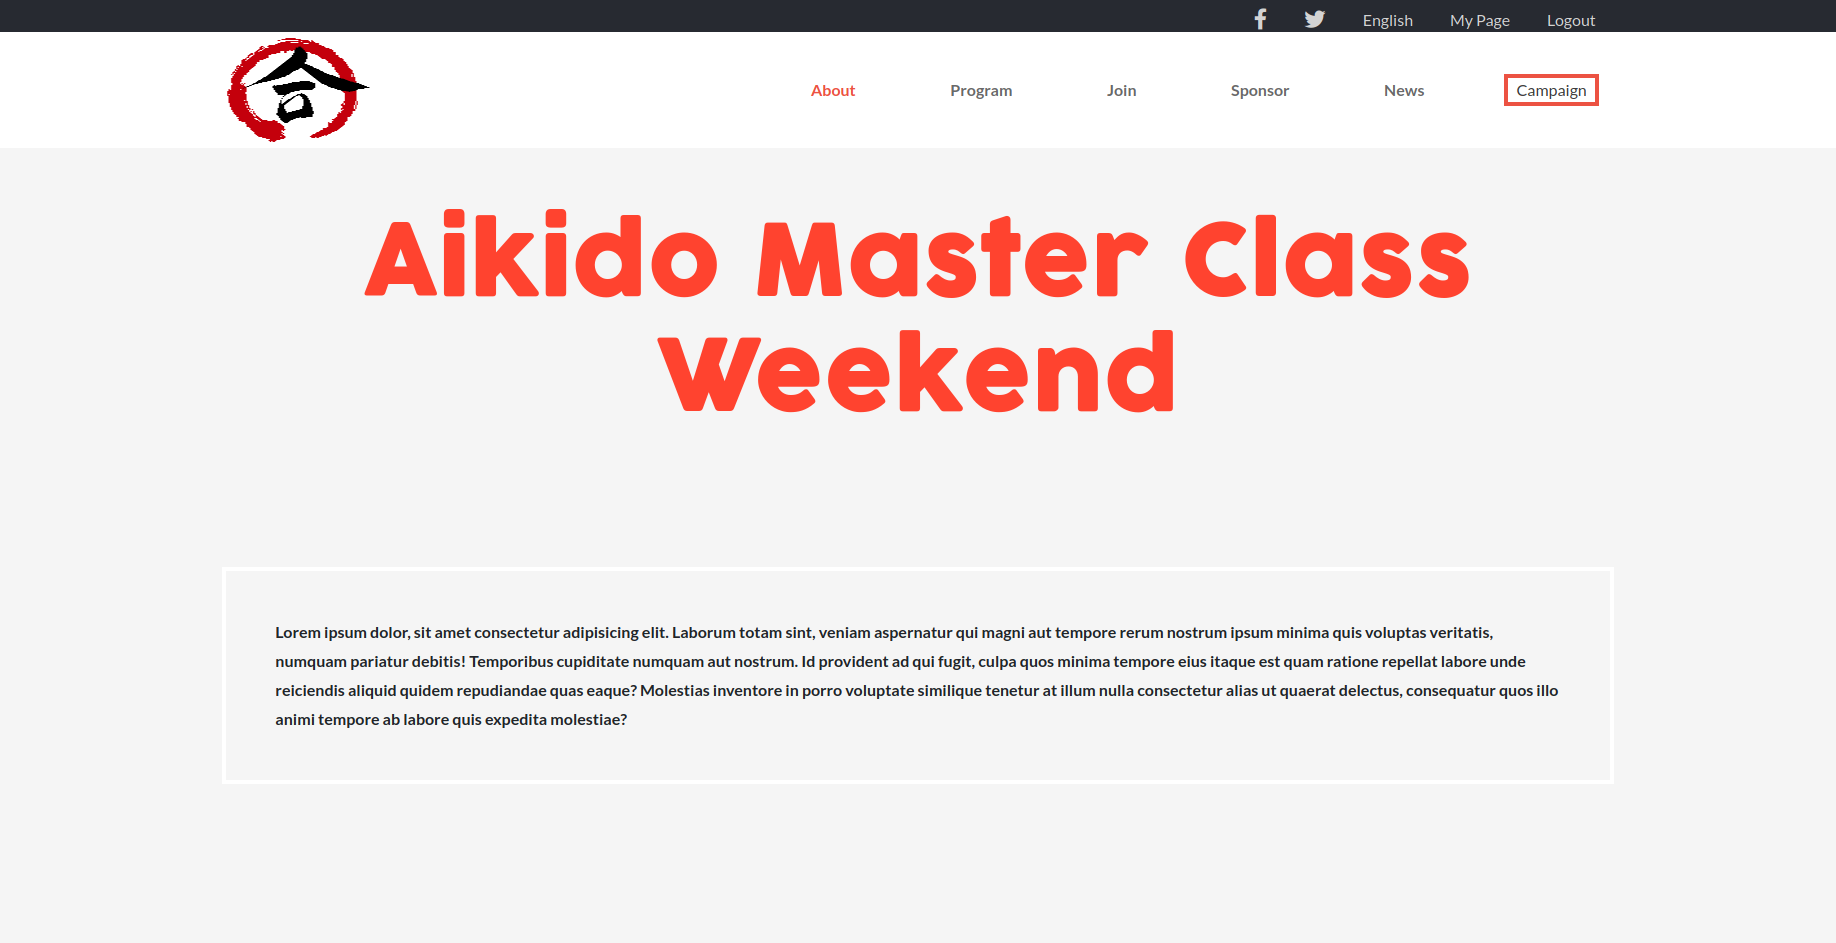 English My Page Logout
合
About Program Join Sponsor News Campaign
Aikido Master Class
Weekend
Lorem ipsum dolor, sit amet consectetur adipisicing elit. Laborum totam sint, veniam aspernatur qui magni aut tempore rerum nostrum ipsum minima quis voluptas veritatis,
numquam pariatur debitis! Temporibus cupiditate numquam aut nostrum. Id provident ad qui fugit, culpa quos minima tempore eius itaque est quam ratione repellat labore unde
reiciendis aliquid quidem repudiandae quas eaque? Molestias inventore in porro voluptate similique tenetur at illum nulla consectetur alias ut quaerat delectus, consequatur quos illo
animi tempore ab labore quis expedita molestiae?